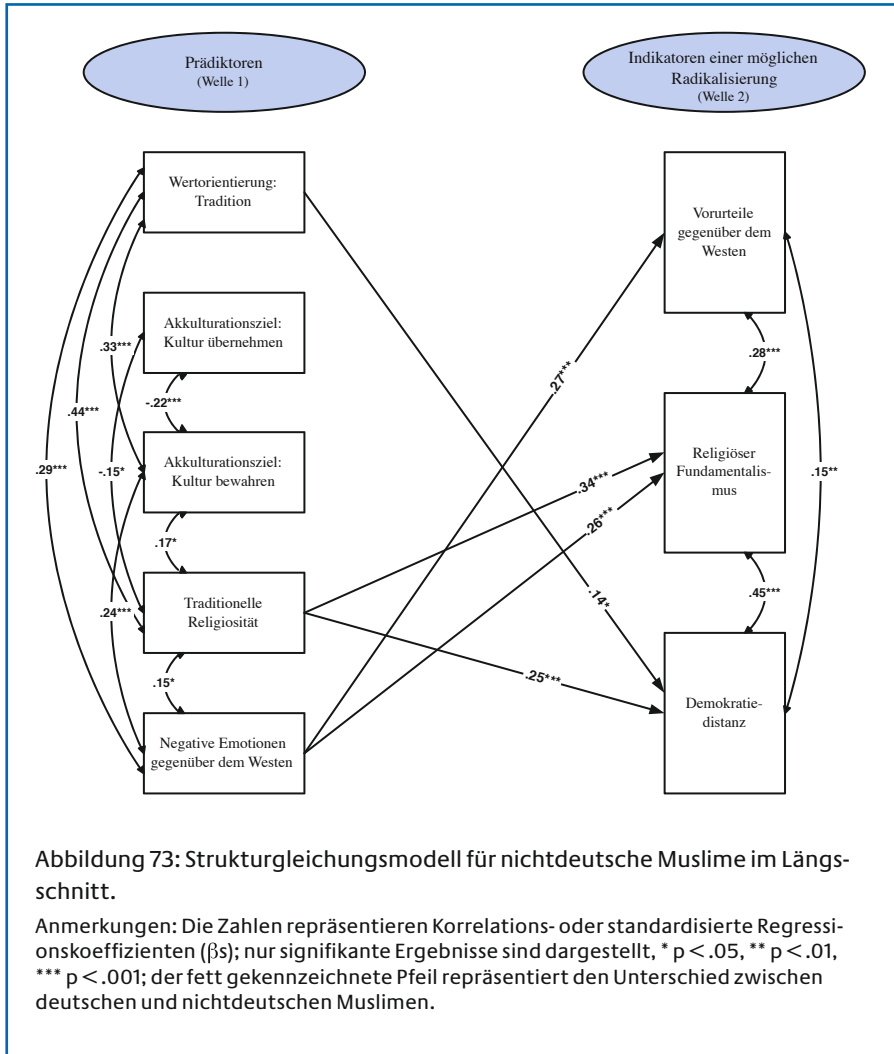 Prädiktoren
(Welle 1)
Indikatoren einer möglichen
Radikalisierung
(Welle 2)
Wertorientierung:
Tradition
Akkulturationsziel:
Kultur übernehmen
Akkulturationsziel:
Kultur bewahren
Traditionelle
Religiosität
Negative Emotionen
gegenüber dem Westen
.33***
-.22***
.44***
.29***
-.15*
.17*
.24***
.15*
.27***
.34***
.26***
.14*
.25***
Vorurteile
gegenüber dem
Westen
.28***
Religiöser
Fundamentalis-
mus
.15**
.45***
Demokratie-
distanz
Abbildung 73: Strukturgleichungsmodell für nichtdeutsche Muslime im Längs-
schnitt.
Anmerkungen: Die Zahlen repräsentieren Korrelations- oder standardisierte Regressi-
onskoeffizienten (βs); nur signifikante Ergebnisse sind dargestellt, * p < .05, ** p < .01,
*** p < .001; der fett gekennzeichnete Pfeil repräsentiert den Unterschied zwischen
deutschen und nichtdeutschen Muslimen.